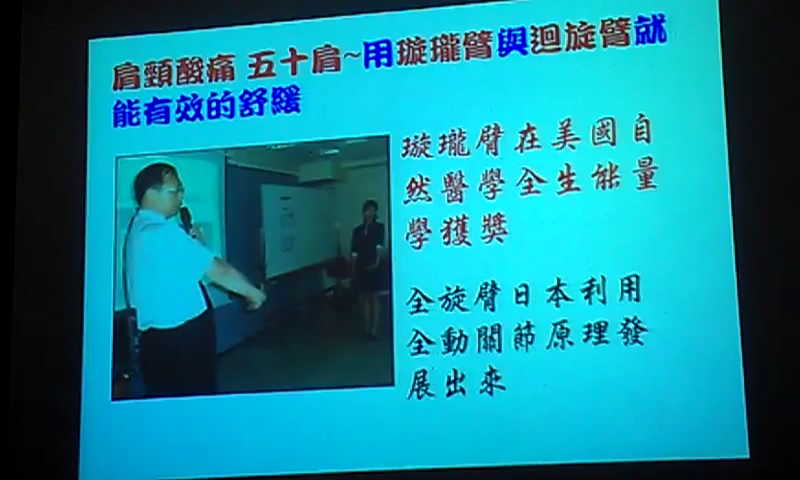 肩頸酸痛 五十肩~用璇瓏臂與迴旋臂就
能有效的舒緩
璇瓏臂在美國自
然醫學全生能量
學獲獎
全旋臂日本利用
全動關節原理發
展出來